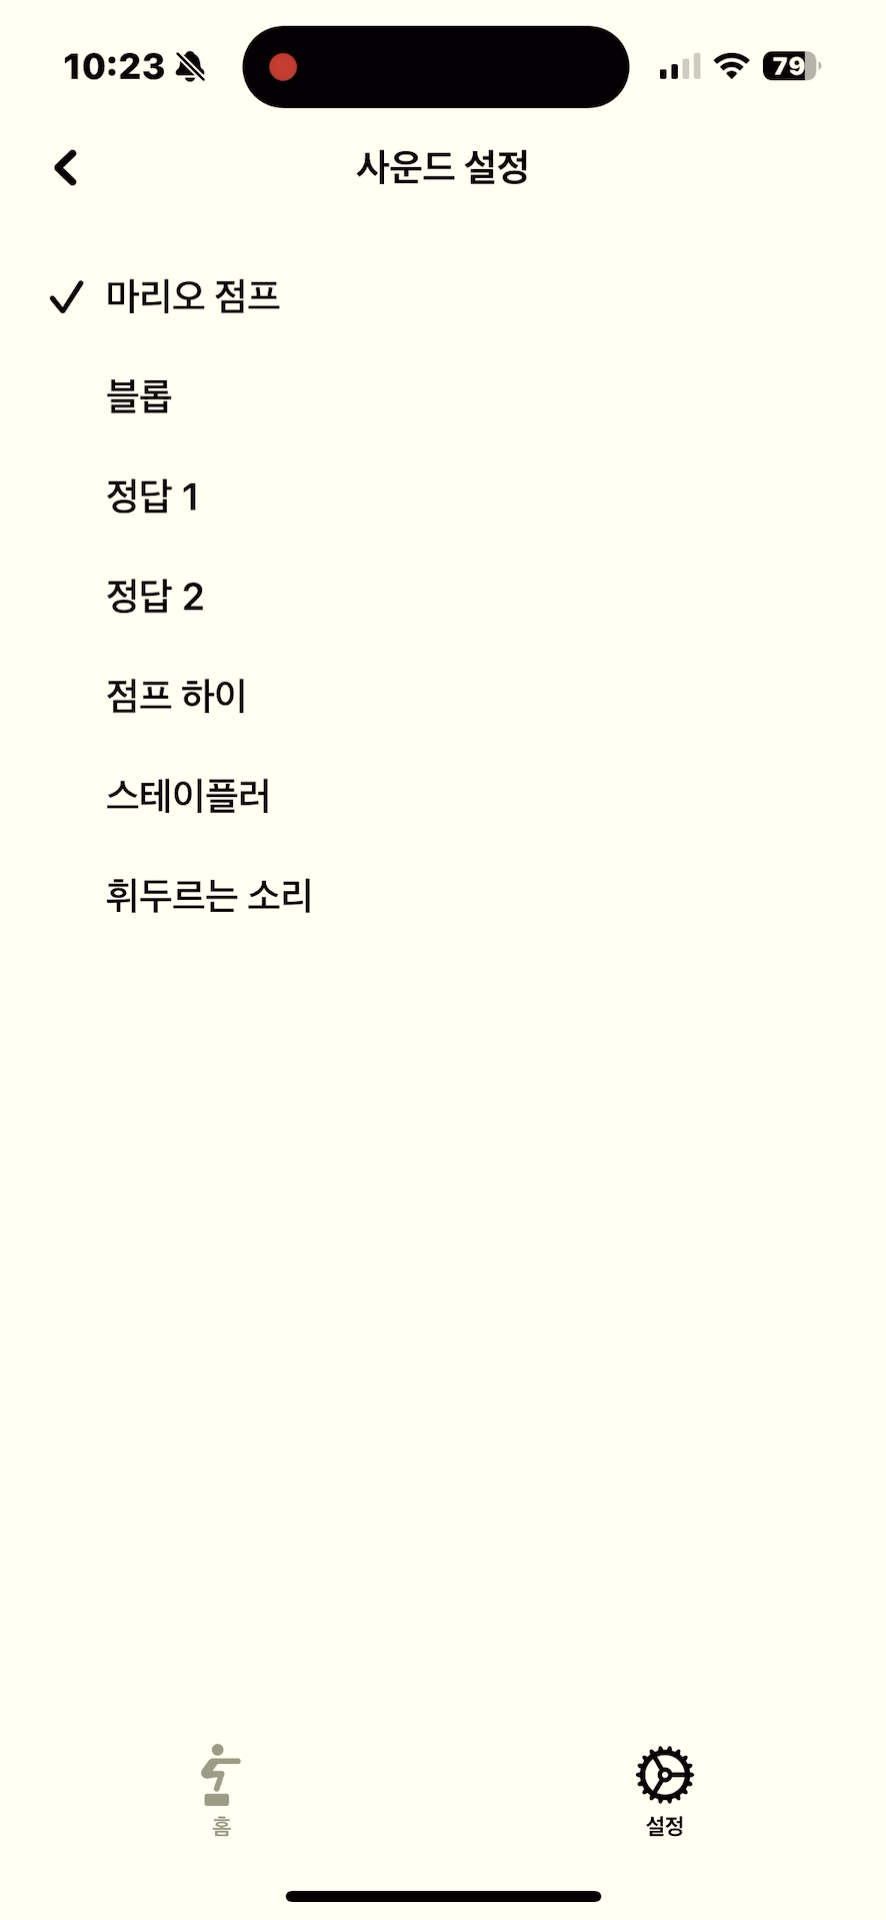 10:23
79
사운드 설정
마리오 점프
블롭
정답 1
정답 2
점프 하이
스테이플러
휘두르는 소리
홈
설정